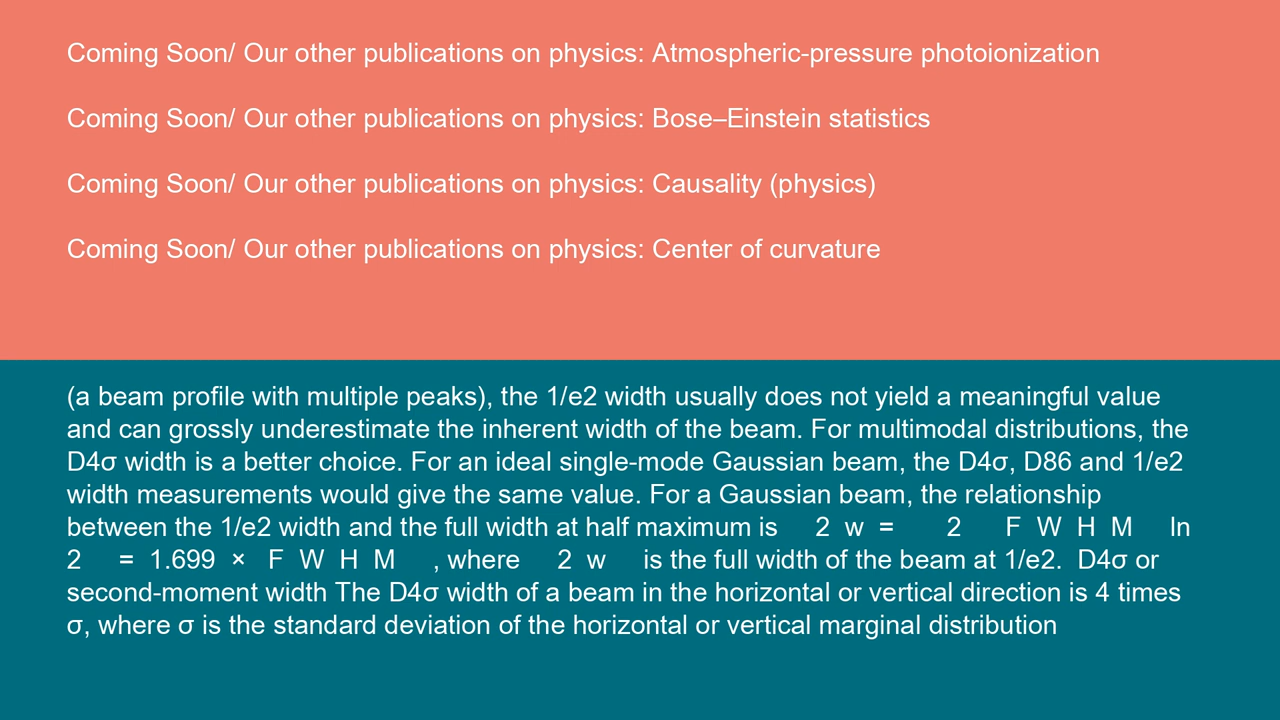 Coming Soon/ Our other publications on physics: Atmospheric-pressure photoionization
Coming Soon/ Our other publications on physics: Bose–Einstein statistics
Coming Soon/ Our other publications on physics: Causality (physics)
Coming Soon/ Our other publications on physics: Center of curvature
(a beam profile with multiple peaks), the 1/e2 width usually does not yield a meaningful value
and can grossly underestimate the inherent width of the beam. For multimodal distributions, the
D4σ width is a better choice. For an ideal single-mode Gaussian beam, the D4σ, D86 and 1/e2
width measurements would give the same value. For a Gaussian beam, the relationship
between the 1/e2 width and the full width at half maximum is 2 w = 2 F W H M ln
2 = 1.699 × F W H M , where 2 w is the full width of the beam at 1/e2. D4σ or
second-moment width The D4σ width of a beam in the horizontal or vertical direction is 4 times
σ, where σ is the standard deviation of the horizontal or vertical marginal distribution